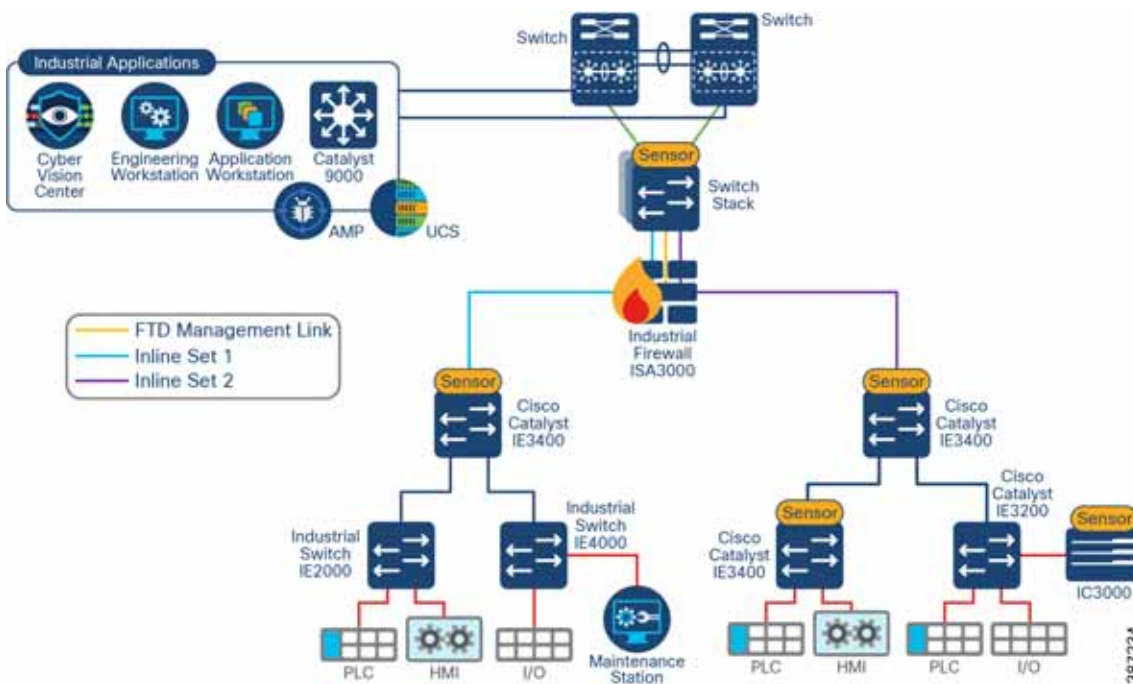 Switch
Switch
Industrial Applications
Cyber
Vision
Center
Engineering
Workstation
Application
Workstation
Catalyst
9000
AMP
UCS
Sensor
Switch
Stack
FTD Management Link
Inline Set 1
Inline Set 2
Industrial
Firewall
ISA3000
Sensor
Cisco
Catalyst
IE3400
Sensor
Cisco
Catalyst
IE3400
Industrial
Switch
IE2000
Industrial
Switch
IE4000
Sensor
Cisco
Catalyst
IE3400
Cisco
Catalyst
IE3200
Sensor
IC3000
PLC
HMI
I/O
Maintenance
Station
PLC
HMI
PLC
I/O